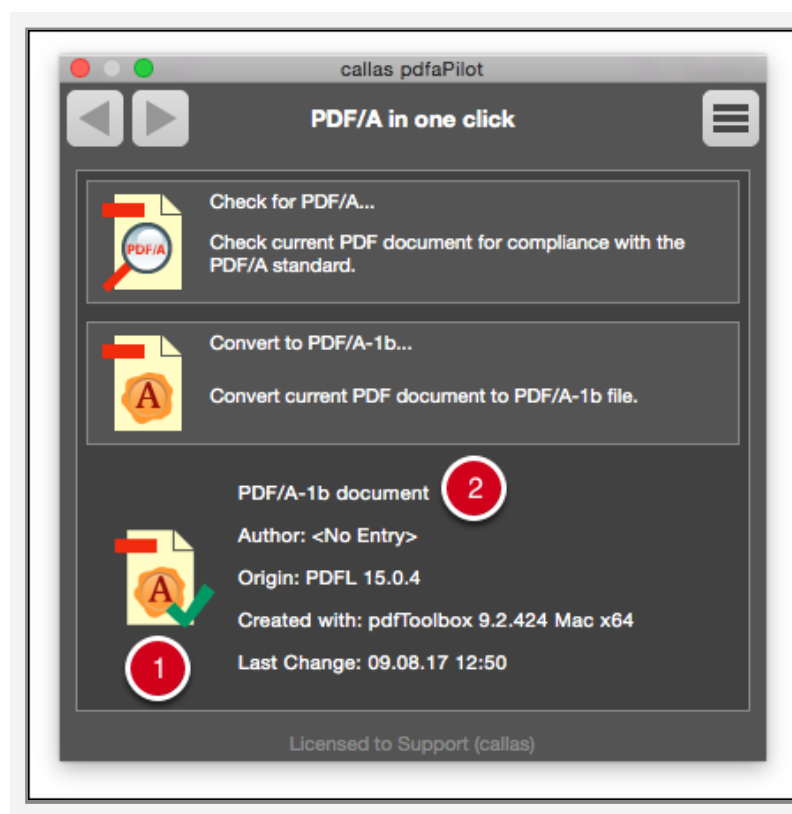 callas pdfaPilot
PDF/A in one click
Check for PDF/A...
PDF/A
Check current PDF document for compliance with the
PDF/A standard.
Convert to PDF/A-1b...
A
Convert current PDF document to PDF/A-1b file.
PDF/A-1b document
2
Author: <No Entry>
Origin: PDFL 15.0.4
A
Created with: pdfToolbox 9.2.424 Mac x64
1
Last Change: 09.08.17 12:50
Licensed to Support (callas)